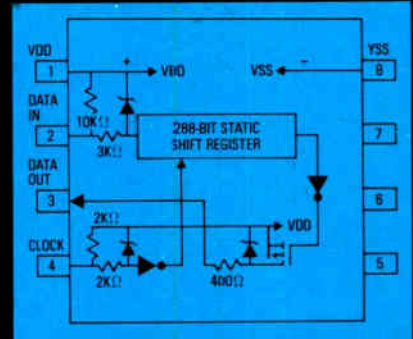 VDD
1
+
VDD
VSS
-
VSS
8
DATA
IN
2
10KΩ
3KΩ
288-BIT STATIC
SHIFT REGISTER
7
DATA
OUT
3
6
2KΩ
VDD
CLOCK
4
2KΩ
400Ω
5